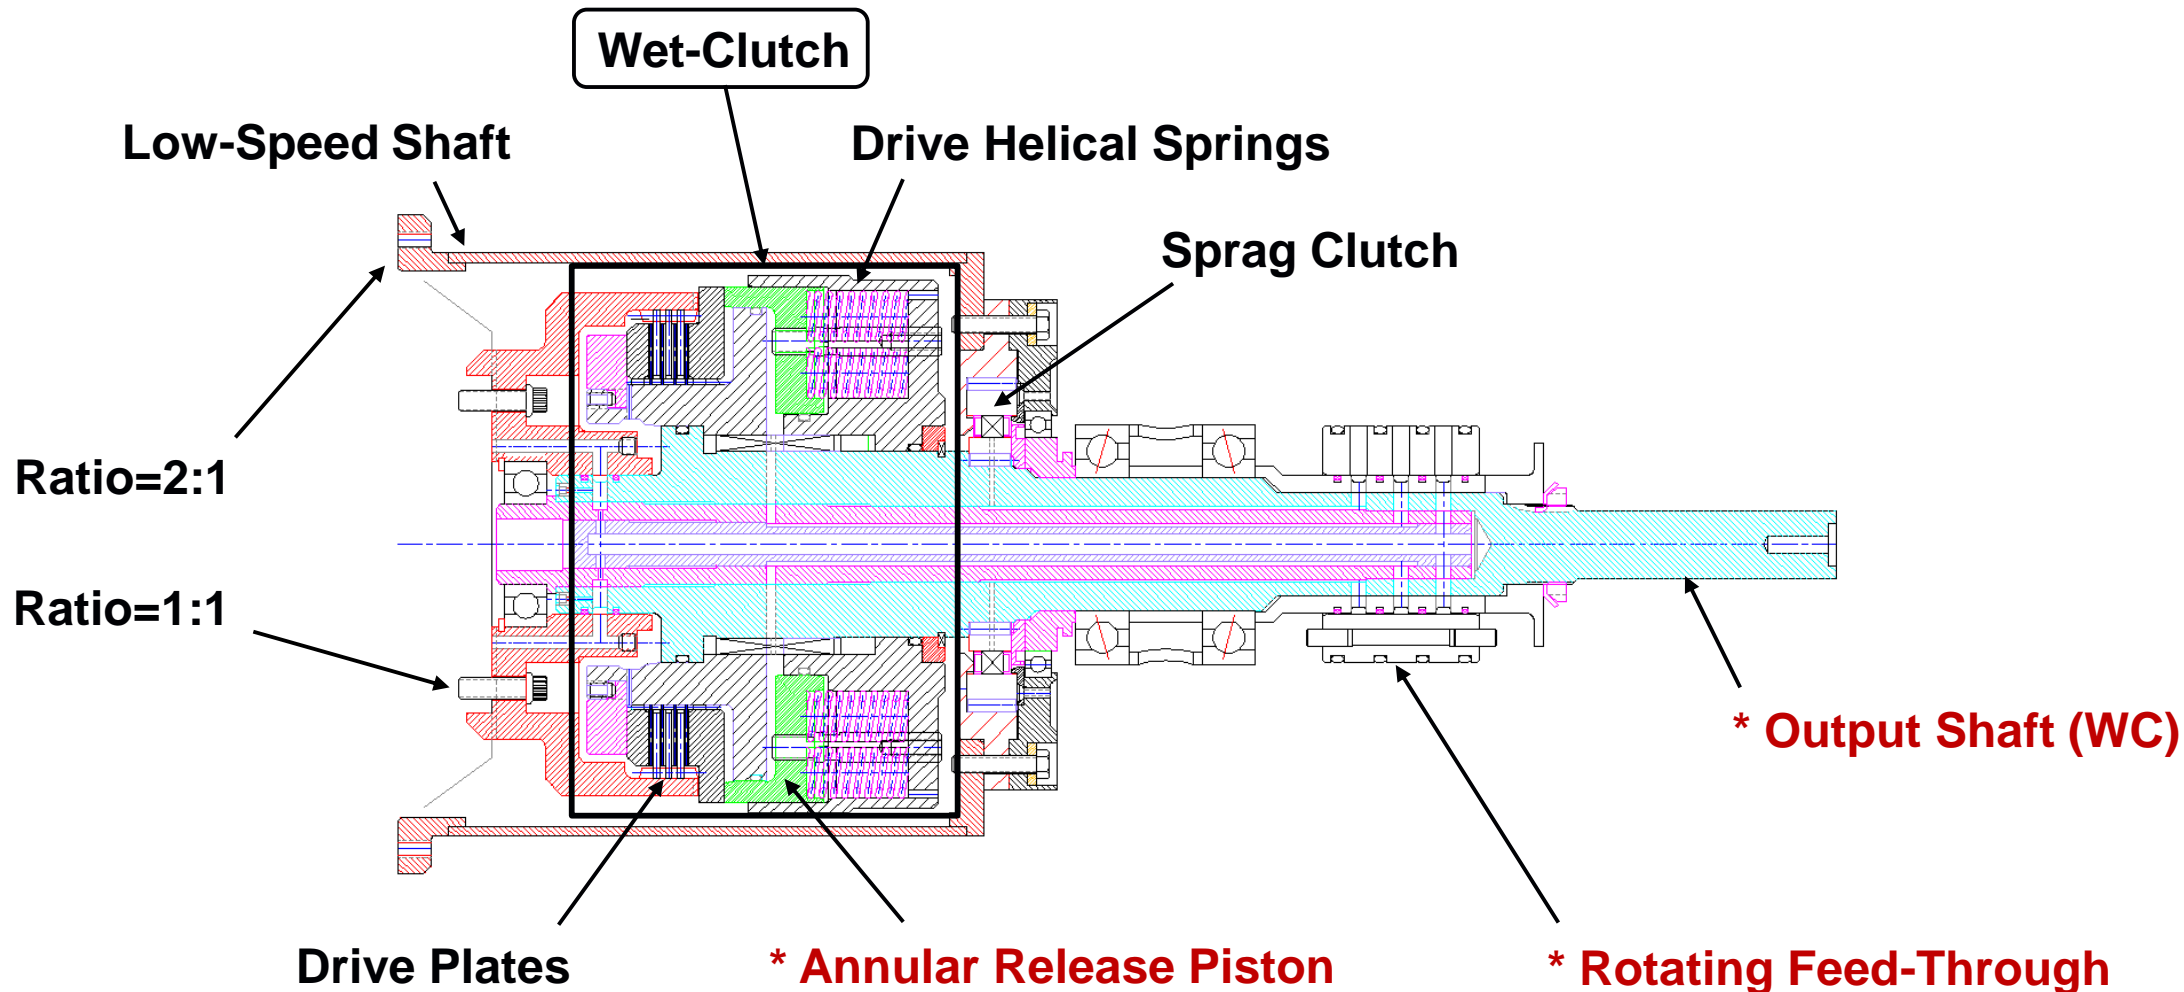 Wet-Clutch
Low-Speed Shaft
Drive Helical Springs
Sprag Clutch
Ratio=2:1
Ratio=1:1
* Output Shaft (WC)
Drive Plates
* Annular Release Piston
* Rotating Feed-Through